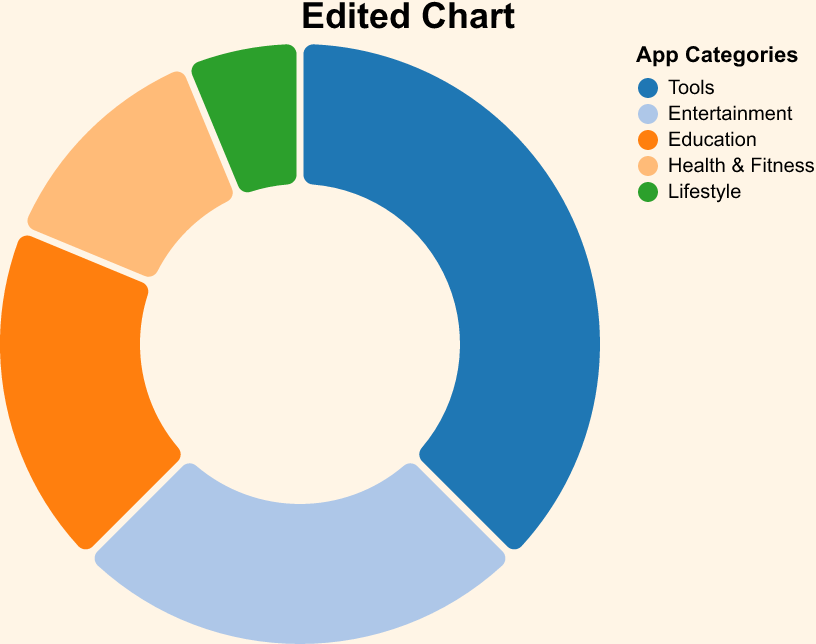 Edited Chart
App Categories
Tools
Entertainment
Education
Health & Fitness
Lifestyle